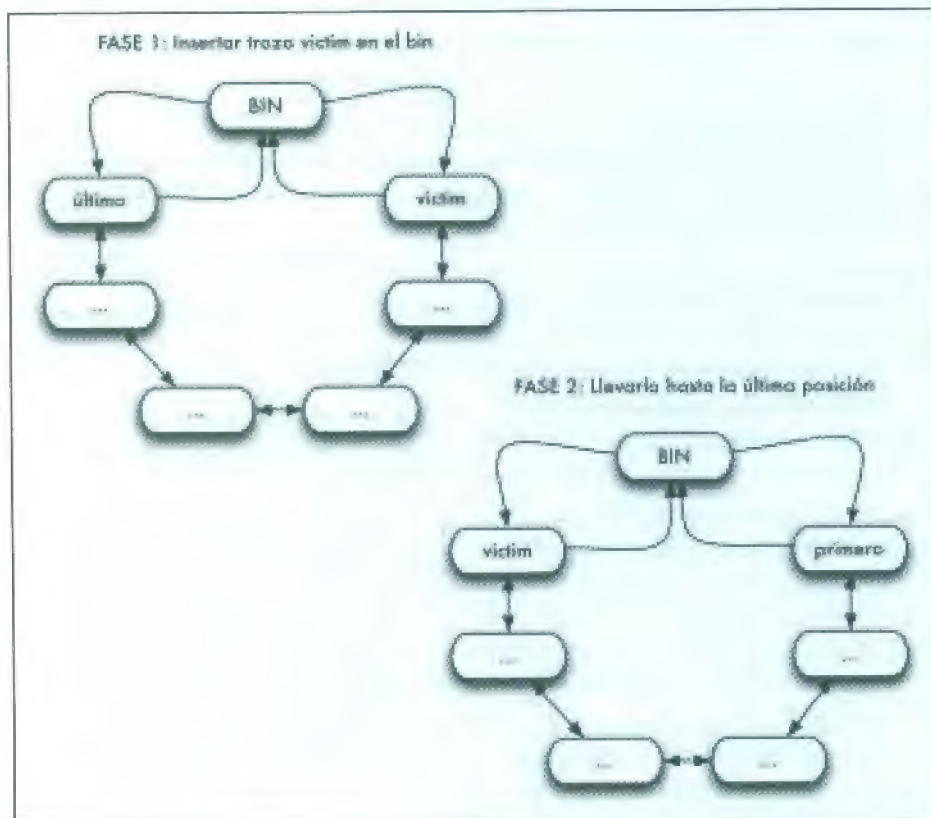 FASE 1: Insertar trozo victim en el bin
BIN
último
victim
...
...
...
...
FASE 2: Llevarlo hasta la última posición
BIN
victim
primero
...
...
...
...